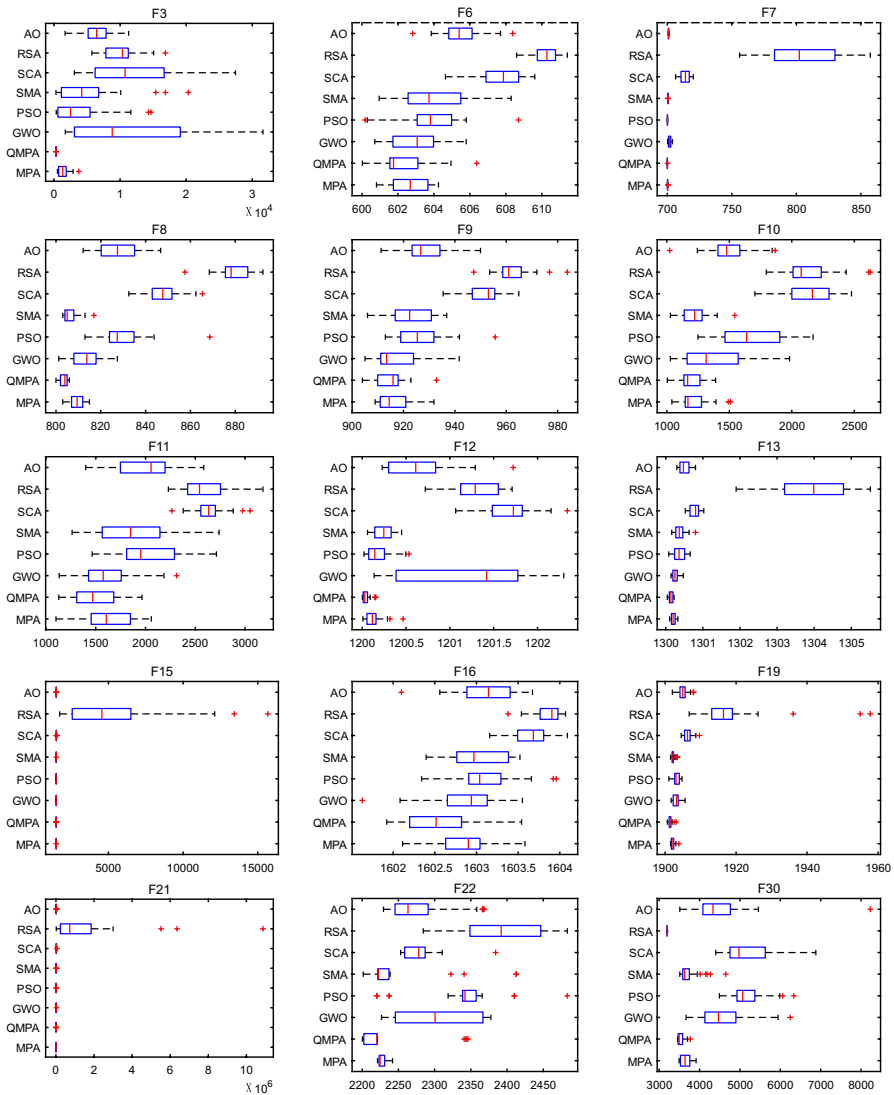 F3
AO
RSA
SCA
SMA
PSO
GWO
QMPA
MPA
0 1 2 3
X 10^4
F6
AO
RSA
SCA
SMA
PSO
GWO
QMPA
MPA
600 602 604 606 608 610
F7
AO
RSA
SCA
SMA
PSO
GWO
QMPA
MPA
700 750 800 850
F8
AO
RSA
SCA
SMA
PSO
GWO
QMPA
MPA
800 820 840 860 880
F9
AO
RSA
SCA
SMA
PSO
GWO
QMPA
MPA
900 920 940 960 980
F10
AO
RSA
SCA
SMA
PSO
GWO
QMPA
MPA
1000 1500 2000 2500
F11
AO
RSA
SCA
SMA
PSO
GWO
QMPA
MPA
1000 1500 2000 2500 3000
F12
AO
RSA
SCA
SMA
PSO
GWO
QMPA
MPA
1200 1200.5 1201 1201.5 1202
F13
AO
RSA
SCA
SMA
PSO
GWO
QMPA
MPA
1300 1301 1302 1303 1304 1305
F15
AO
RSA
SCA
SMA
PSO
GWO
QMPA
MPA
5000 10000 15000
F16
AO
RSA
SCA
SMA
PSO
GWO
QMPA
MPA
1602 1602.5 1603 1603.5 1604
F19
AO
RSA
SCA
SMA
PSO
GWO
QMPA
MPA
1900 1920 1940 1960
F21
AO
RSA
SCA
SMA
PSO
GWO
QMPA
MPA
0 2 4 6 8 10
X 10^6
F22
AO
RSA
SCA
SMA
PSO
GWO
QMPA
MPA
2200 2250 2300 2350 2400 2450
F30
AO
RSA
SCA
SMA
PSO
GWO
QMPA
MPA
3000 4000 5000 6000 7000 8000